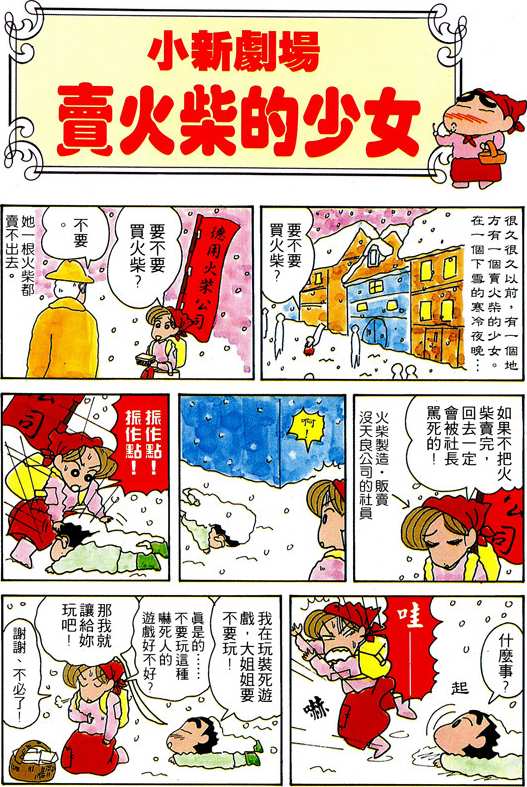 小新劇場
賣火柴的少女
很久很久以前，有一個地
方有一個賣火柴的少女。
在一個下雪的寒冷夜晚…
要不要
買火柴？
德用火柴公司
要不要
買火柴？
不要
。
她一根火柴都
賣不出去。
如果不把火
柴賣完，
回去一定
會被社長
罵死的！
火柴製造·販賣
沒天良公司的社員
啊！
公司
振作點！
振作點！
什麼事？
起
哇——
嚇
我在玩裝死遊
戲，大姐姐要
不要玩！
真是的……
不要玩這種
嚇死人的
遊戲好不好？
那我就
讓給妳
玩吧！
謝謝、不必了！